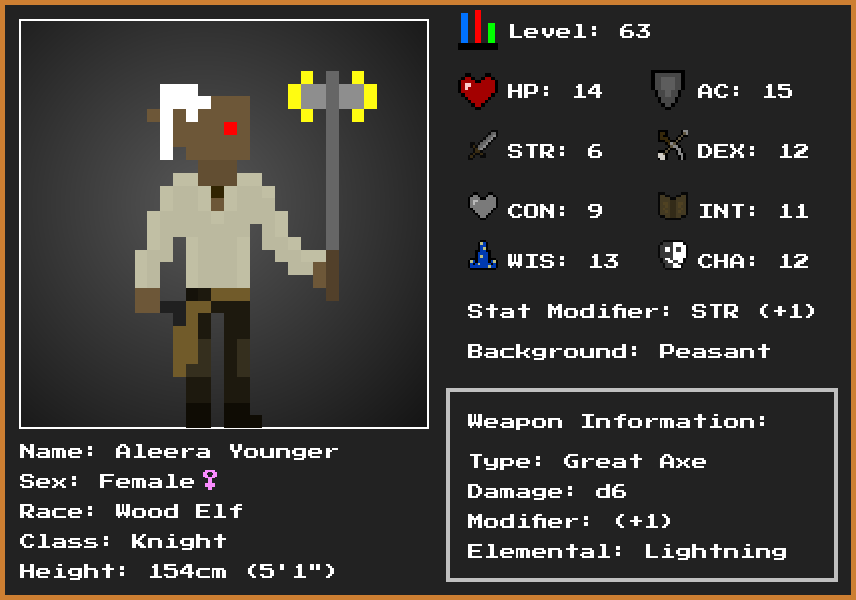 Level: 63
HP: 14
AC: 15
STR: 6
DEX: 12
CON: 9
INT: 11
WIS: 13
CHA: 12
Stat Modifier: STR (+1)
Background: Peasant
Weapon Information:
Type: Great Axe
Damage: d6
Modifier: (+1)
Elemental: Lightning
Name: Aleera Younger
Sex: Female♀
Race: Wood Elf
Class: Knight
Height: 154cm (5'1")